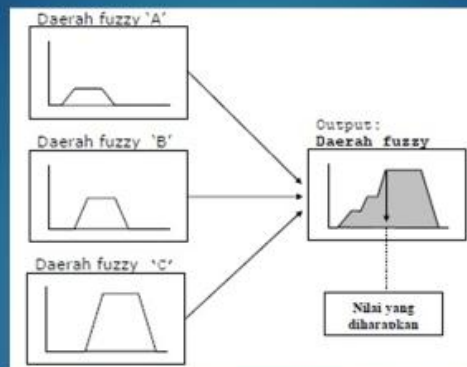 Daerah fuzzy 'A'
Daerah fuzzy 'B'
Daerah fuzzy 'C'
Output:
Daerah fuzzy
Nilai yang
diharapkan